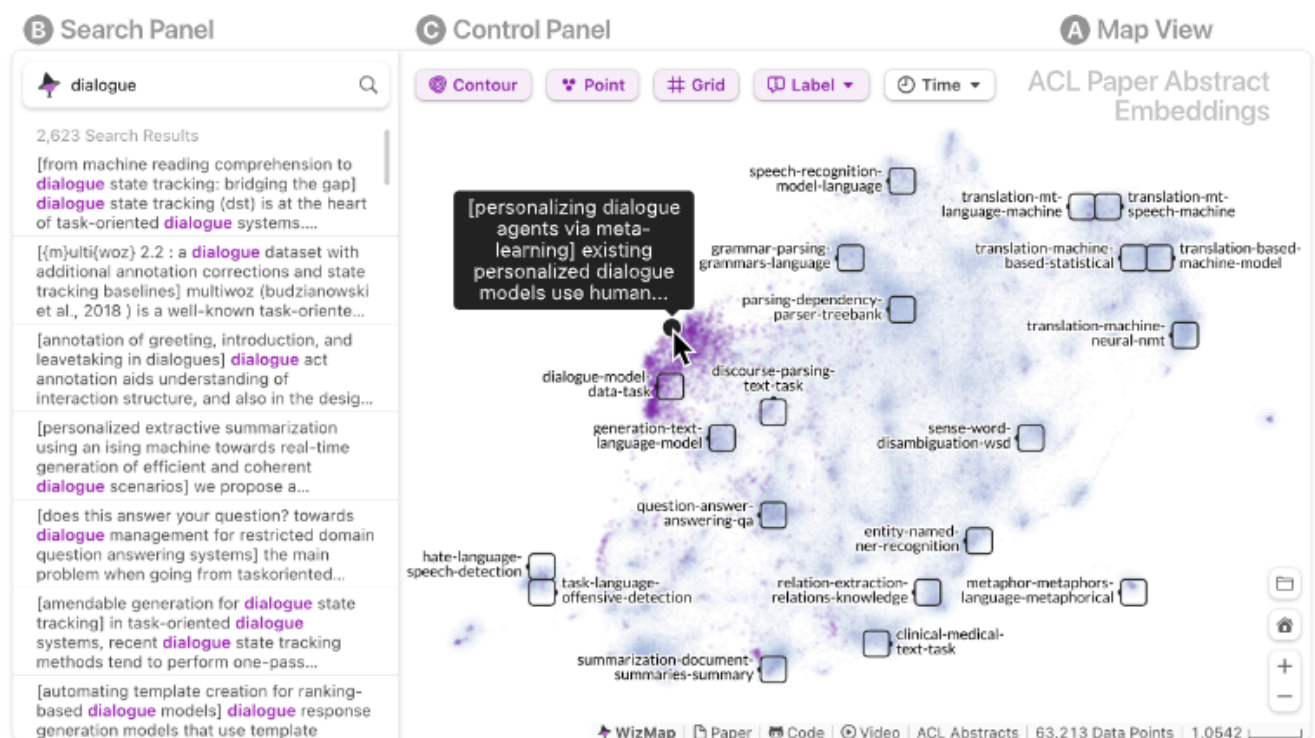 B Search Panel
C Control Panel
A Map View
dialogue
Contour
Point
Grid
Label
Time
ACL Paper Abstract
Embeddings
2,623 Search Results
[from machine reading comprehension to
dialogue state tracking: bridging the gap]
dialogue state tracking (dst) is at the heart
of task-oriented dialogue systems....
[{m}ulti{woz} 2.2 : a dialogue dataset with
additional annotation corrections and state
tracking baselines] multiwoz (budzianowski
et al., 2018 ) is a well-known task-oriente...
[annotation of greeting, introduction, and
leavetaking in dialogues] dialogue act
annotation aids understanding of
interaction structure, and also in the desig...
[personalized extractive summarization
using an ising machine towards real-time
generation of efficient and coherent
dialogue scenarios] we propose a...
[does this answer your question? towards
dialogue management for restricted domain
question answering systems] the main
problem when going from taskoriented...
[amendable generation for dialogue state
tracking] in task-oriented dialogue
systems, recent dialogue state tracking
methods tend to perform one-pass...
[automating template creation for ranking-
based dialogue models] dialogue response
generation models that use template
[personalizing dialogue
agents via meta-
learning] existing
personalized dialogue
models use human...
speech-recognition-
model-language
translation-mt-
language-machine
translation-mt-
speech-machine
grammar-parsing-
grammars-language
translation-machine-
based-statistical
translation-based-
machine-model
parsing-dependency-
parser-treebank
translation-machine-
neural-nmt
dialogue-model-
data-task
discourse-parsing-
text-task
generation-text-
language-model
sense-word-
disambiguation-wsd
question-answer-
answering-qa
entity-named-
ner-recognition
hate-language-
speech-detection
task-language-
offensive-detection
relation-extraction-
relations-knowledge
metaphor-metaphors-
language-metaphorical
clinical-medical-
text-task
summarization-document-
summaries-summary
WizMap | Paper | Code | Video | ACL Abstracts | 63,213 Data Points | 1.0542